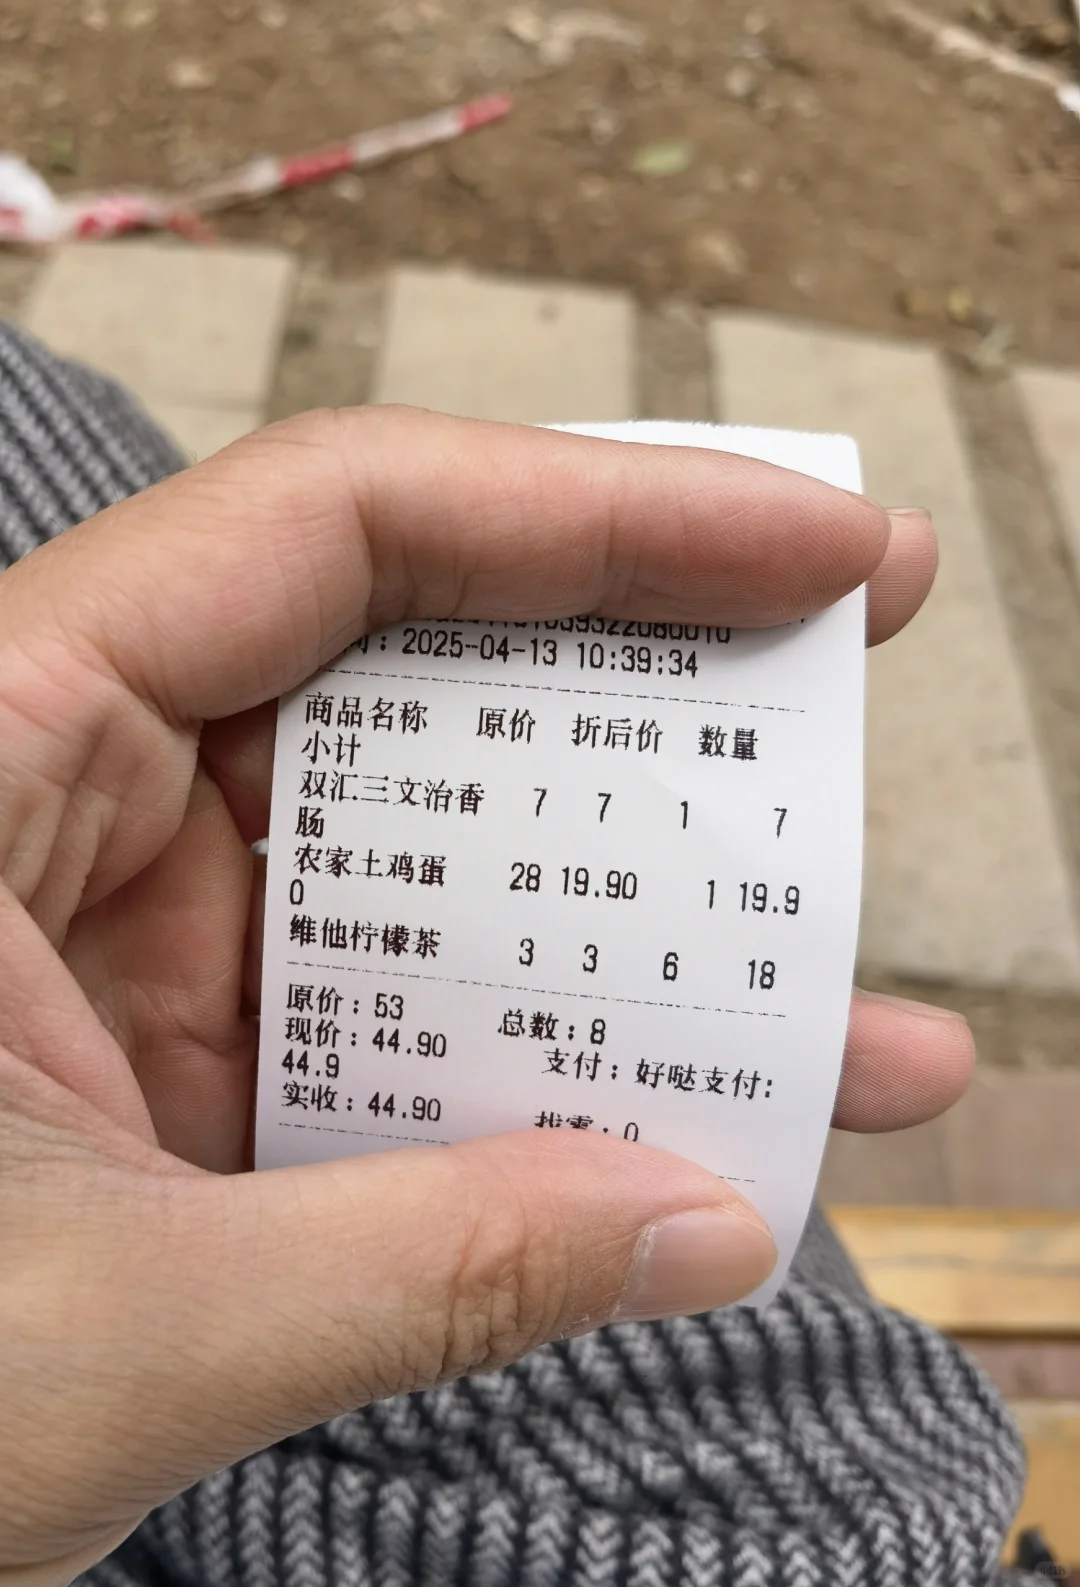 : 2025-04-13 10:39:34
商品名称 原价 折后价 数量
小计
双汇三文治香 7 7 1 7
肠
农家土鸡蛋 28 19.90 1 19.9
0
维他柠檬茶 3 3 6 18
原价:53 总数:8
现价:44.90 支付:好哒支付:
44.9
实收:44.90 找零:0